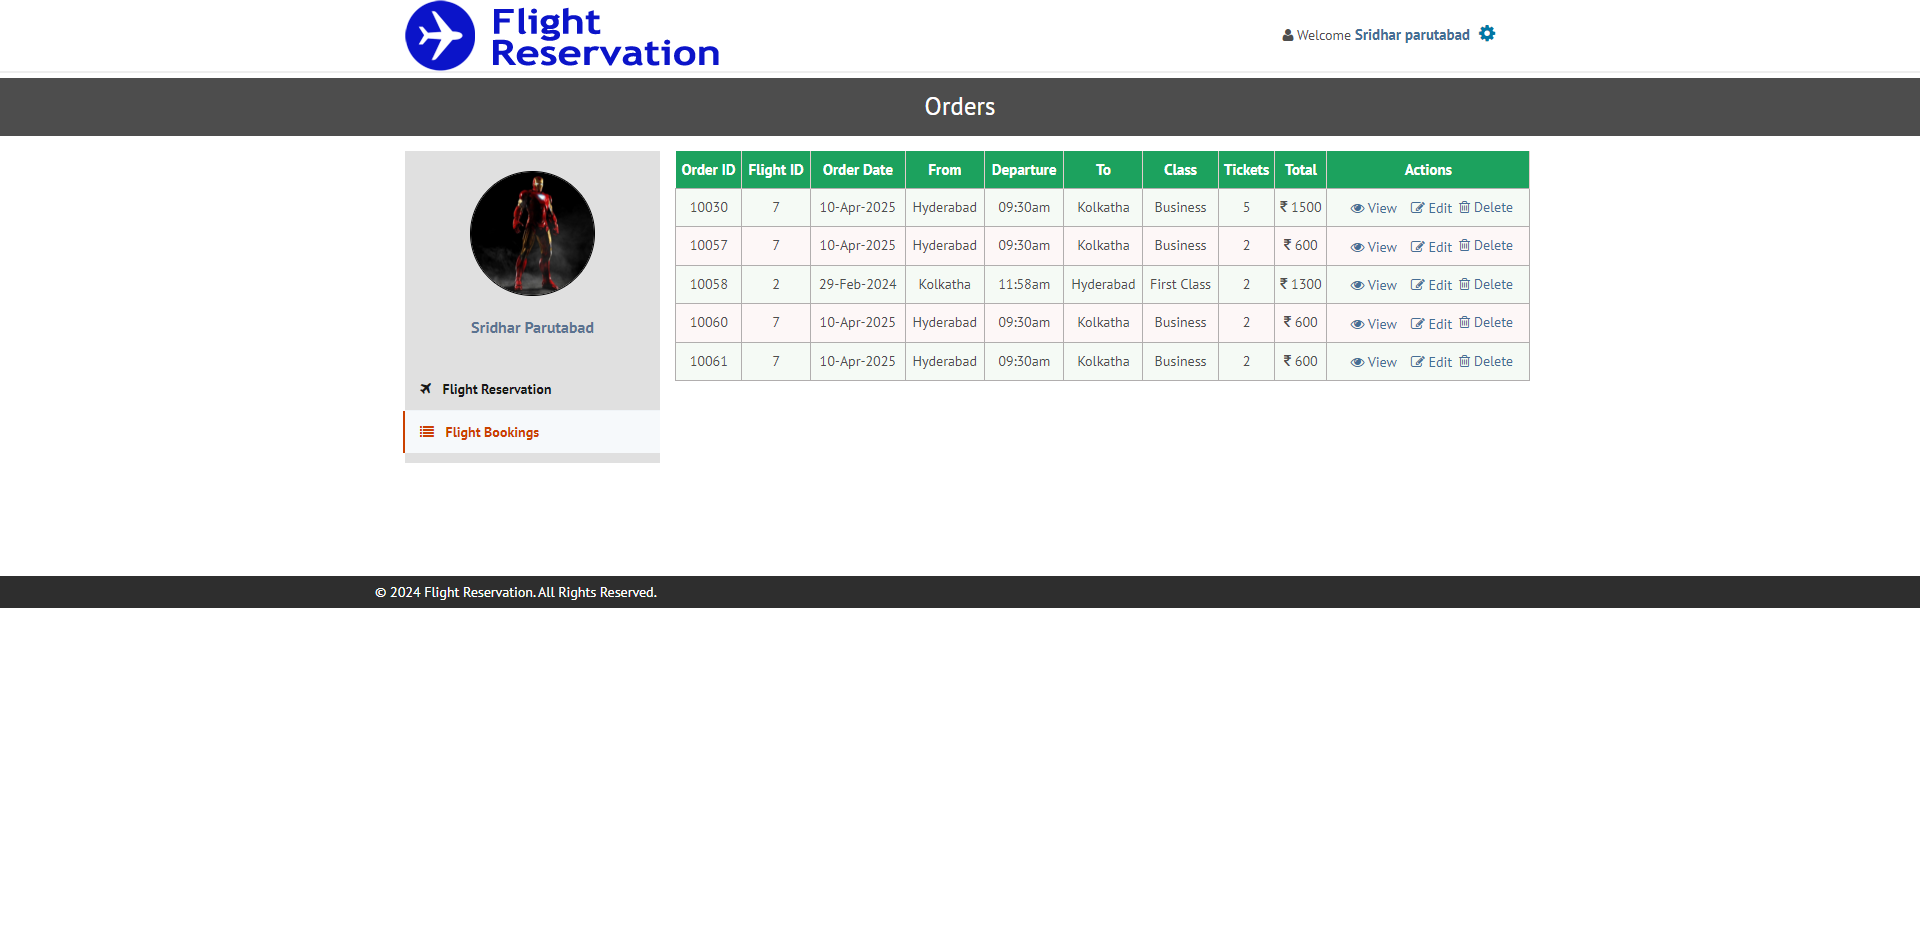 Flight
Reservation
Welcome Sridhar parutabad
Orders
Sridhar Parutabad
Flight Reservation
Flight Bookings
Order ID Flight ID Order Date From Departure To Class Tickets Total Actions
10030 7 10-Apr-2025 Hyderabad 09:30am Kolkatha Business 5 ₹ 1500 View Edit Delete
10057 7 10-Apr-2025 Hyderabad 09:30am Kolkatha Business 2 ₹ 600 View Edit Delete
10058 2 29-Feb-2024 Kolkatha 11:58am Hyderabad First Class 2 ₹ 1300 View Edit Delete
10060 7 10-Apr-2025 Hyderabad 09:30am Kolkatha Business 2 ₹ 600 View Edit Delete
10061 7 10-Apr-2025 Hyderabad 09:30am Kolkatha Business 2 ₹ 600 View Edit Delete
© 2024 Flight Reservation. All Rights Reserved.